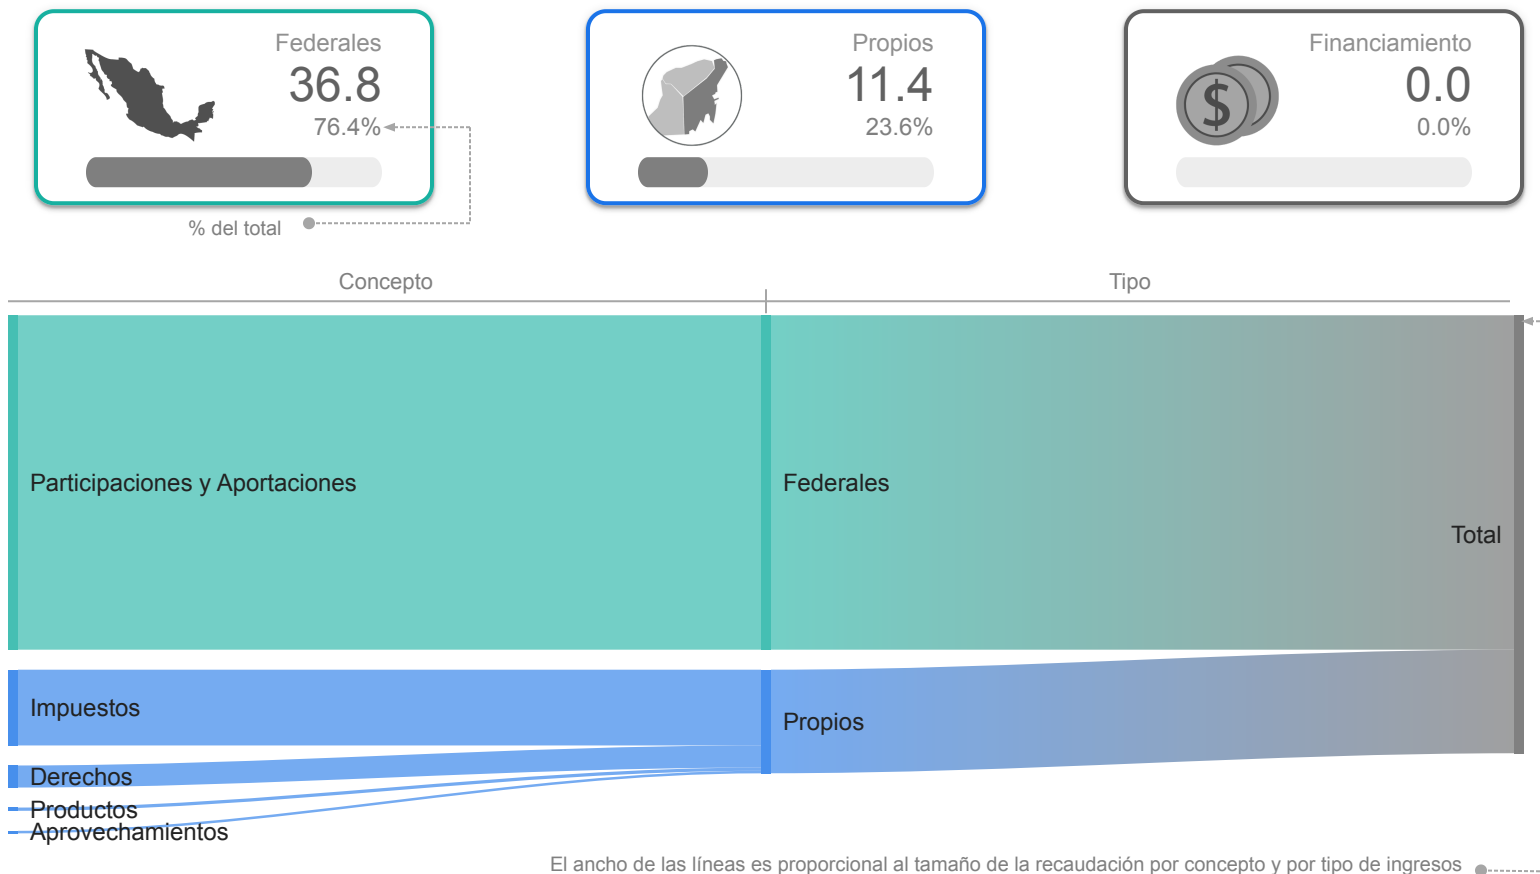 Federales
36.8
76.4%
Propios
11.4
23.6%
$
Financiamiento
0.0
0.0%
% del total
Concepto
Tipo
Participaciones y Aportaciones
Federales
Total
Impuestos
Propios
Derechos
Productos
Aprovechamientos
El ancho de las líneas es proporcional al tamaño de la recaudación por concepto y por tipo de ingresos